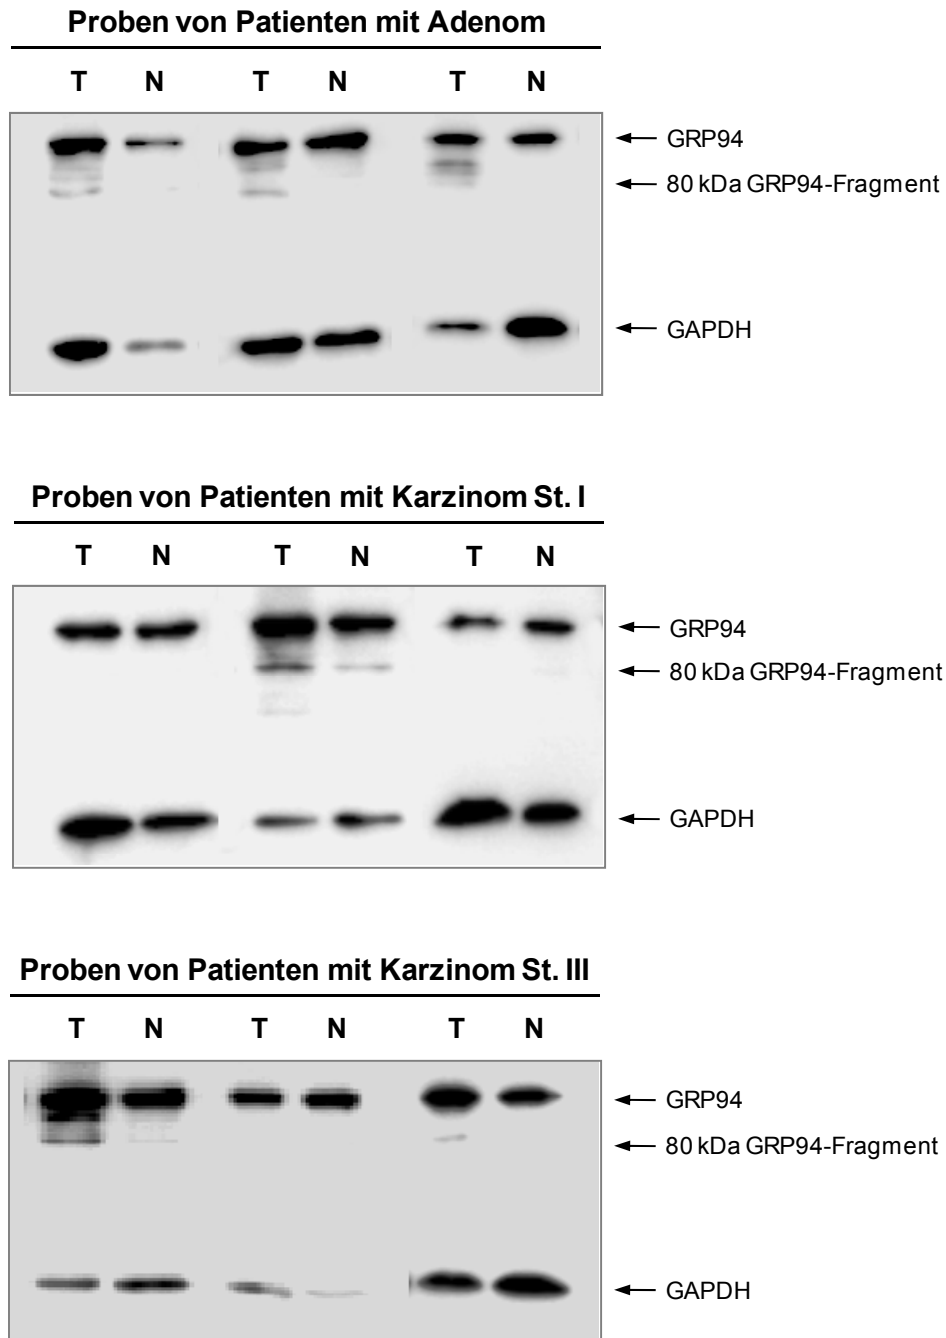 Proben von Patienten mit Adenom
T N T N T N
GRP94
80 kDa GRP94-Fragment
GAPDH
Proben von Patienten mit Karzinom St. I
T N T N T N
GRP94
80 kDa GRP94-Fragment
GAPDH
Proben von Patienten mit Karzinom St. III
T N T N T N
GRP94
80 kDa GRP94-Fragment
GAPDH